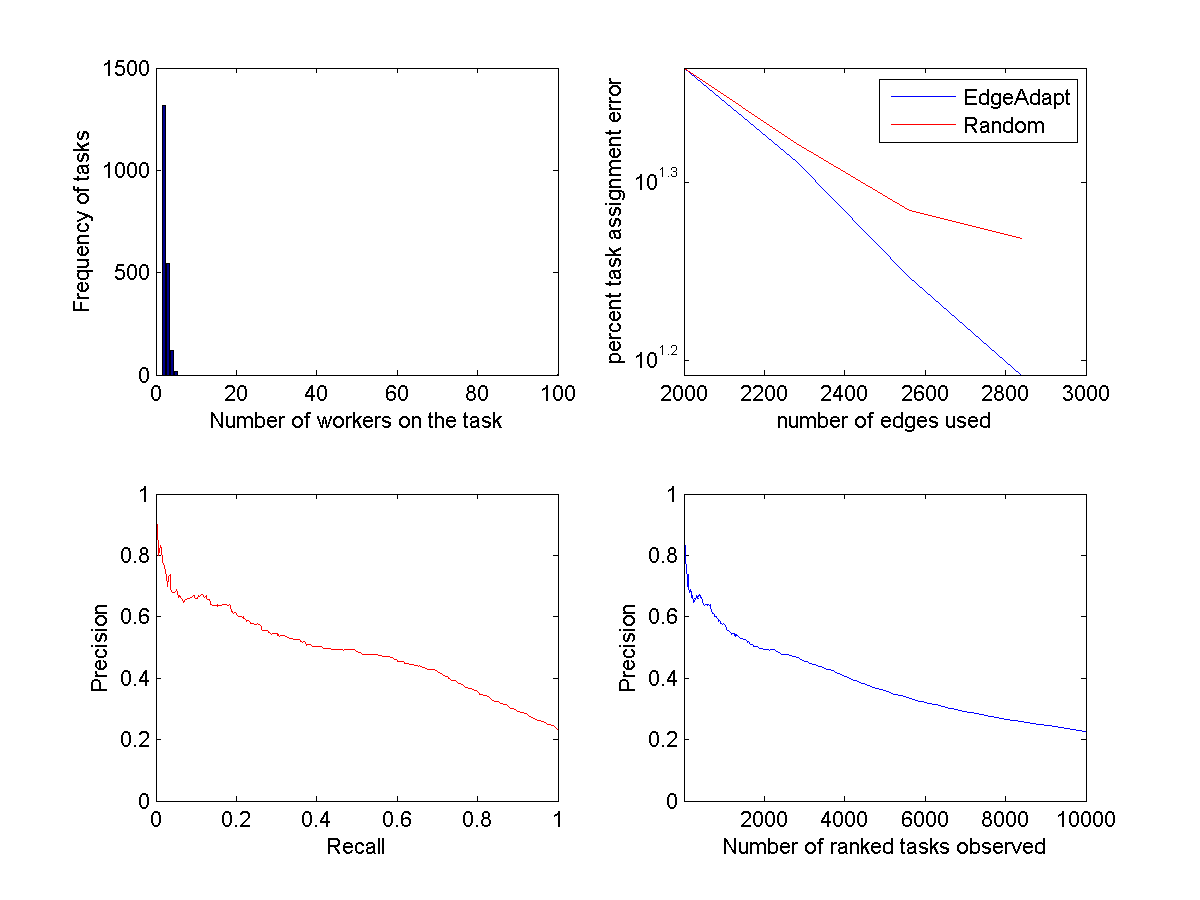 1500
1000
500
0
0 20 40 60 80 100
Frequency of tasks
Number of workers on the task
EdgeAdapt
Random
10^1.3
10^1.2
2000 2200 2400 2600 2800 3000
percent task assignment error
number of edges used
1
0.8
0.6
0.4
0.2
0
0 0.2 0.4 0.6 0.8 1
Precision
Recall
1
0.8
0.6
0.4
0.2
0
2000 4000 6000 8000 10000
Precision
Number of ranked tasks observed